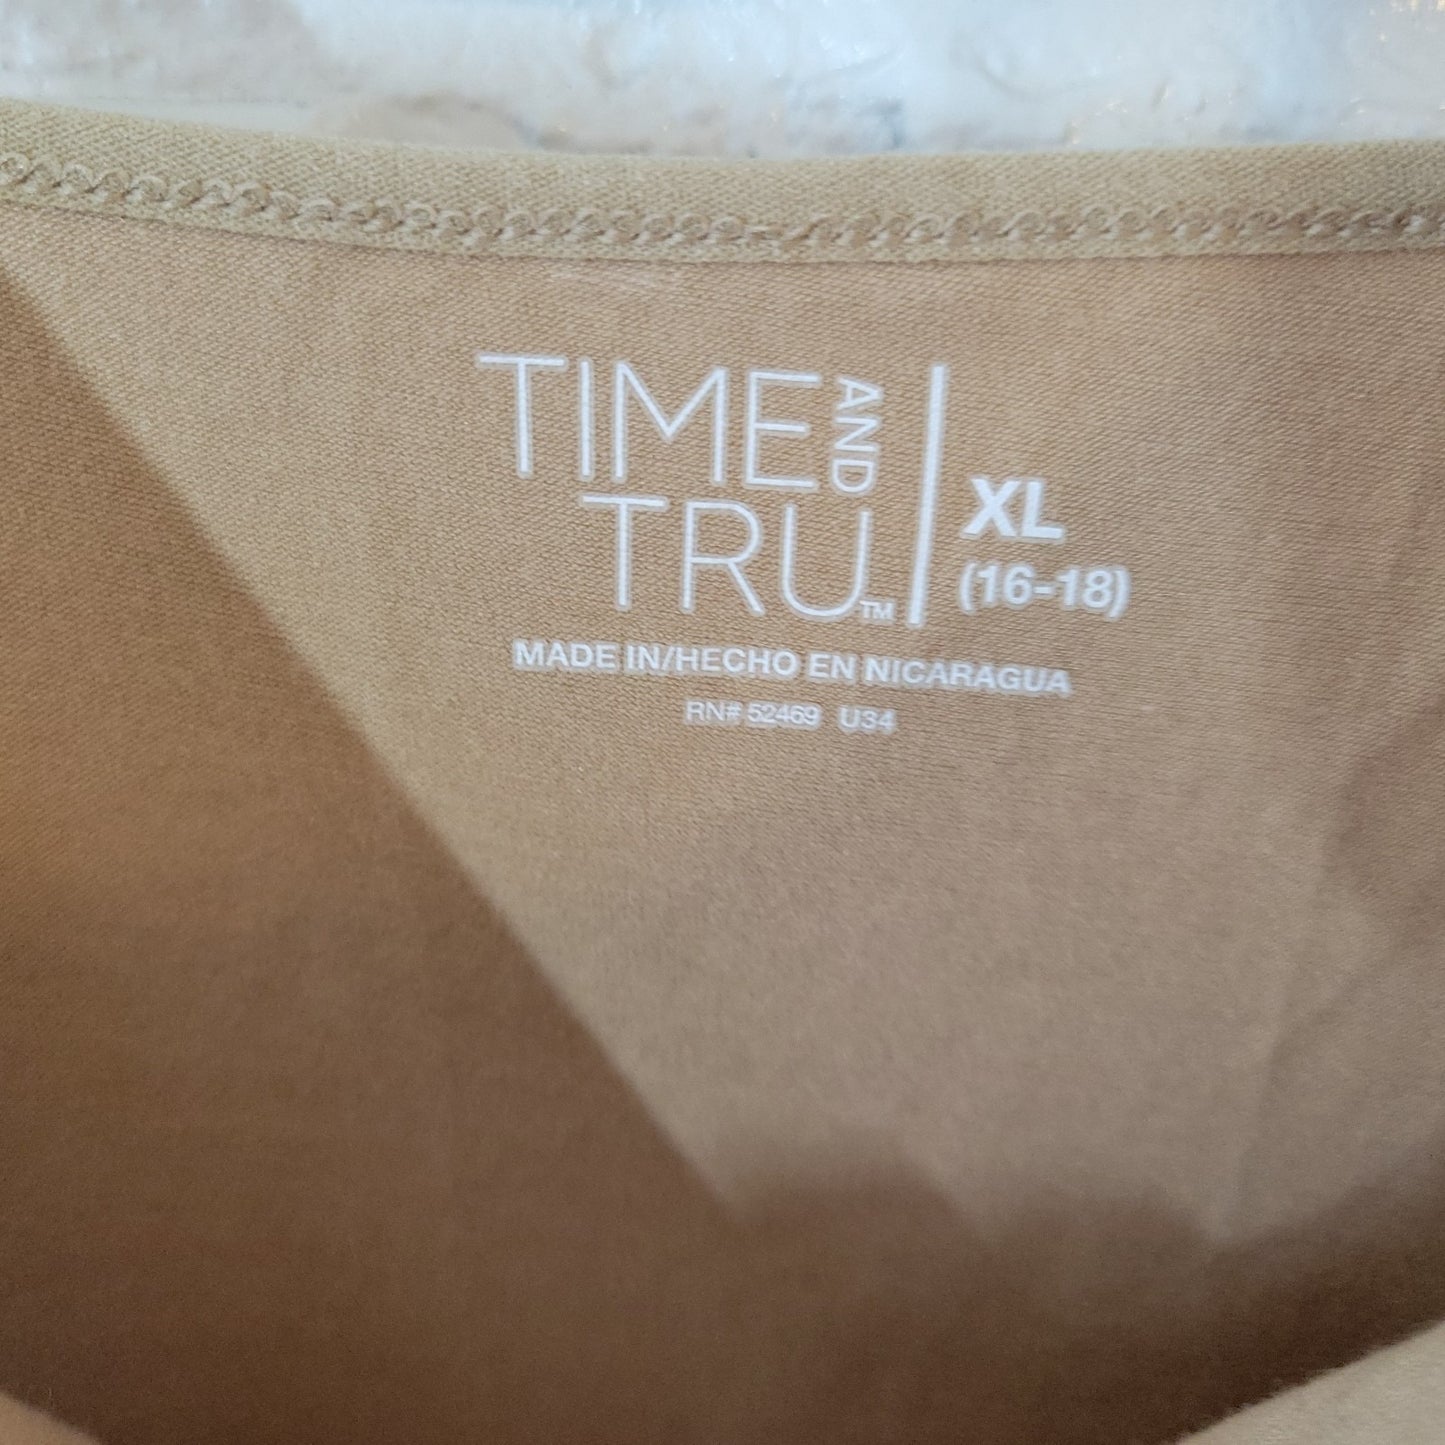 TIME AND
TRU™
XL
(16-18)
MADE IN/HECHO EN NICARAGUA
RN# 52469 U34